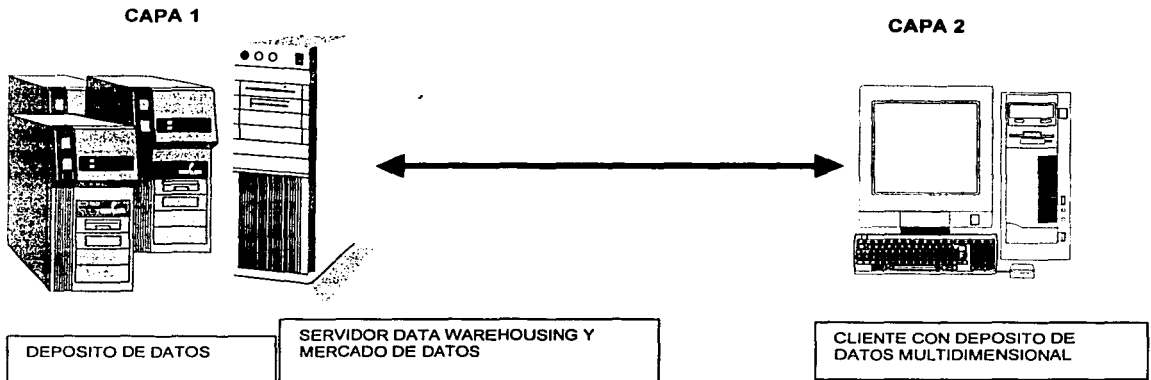 CAPA 1
CAPA 2
DEPOSITO DE DATOS
SERVIDOR DATA WAREHOUSING Y
MERCADO DE DATOS
CLIENTE CON DEPOSITO DE
DATOS MULTIDIMENSIONAL